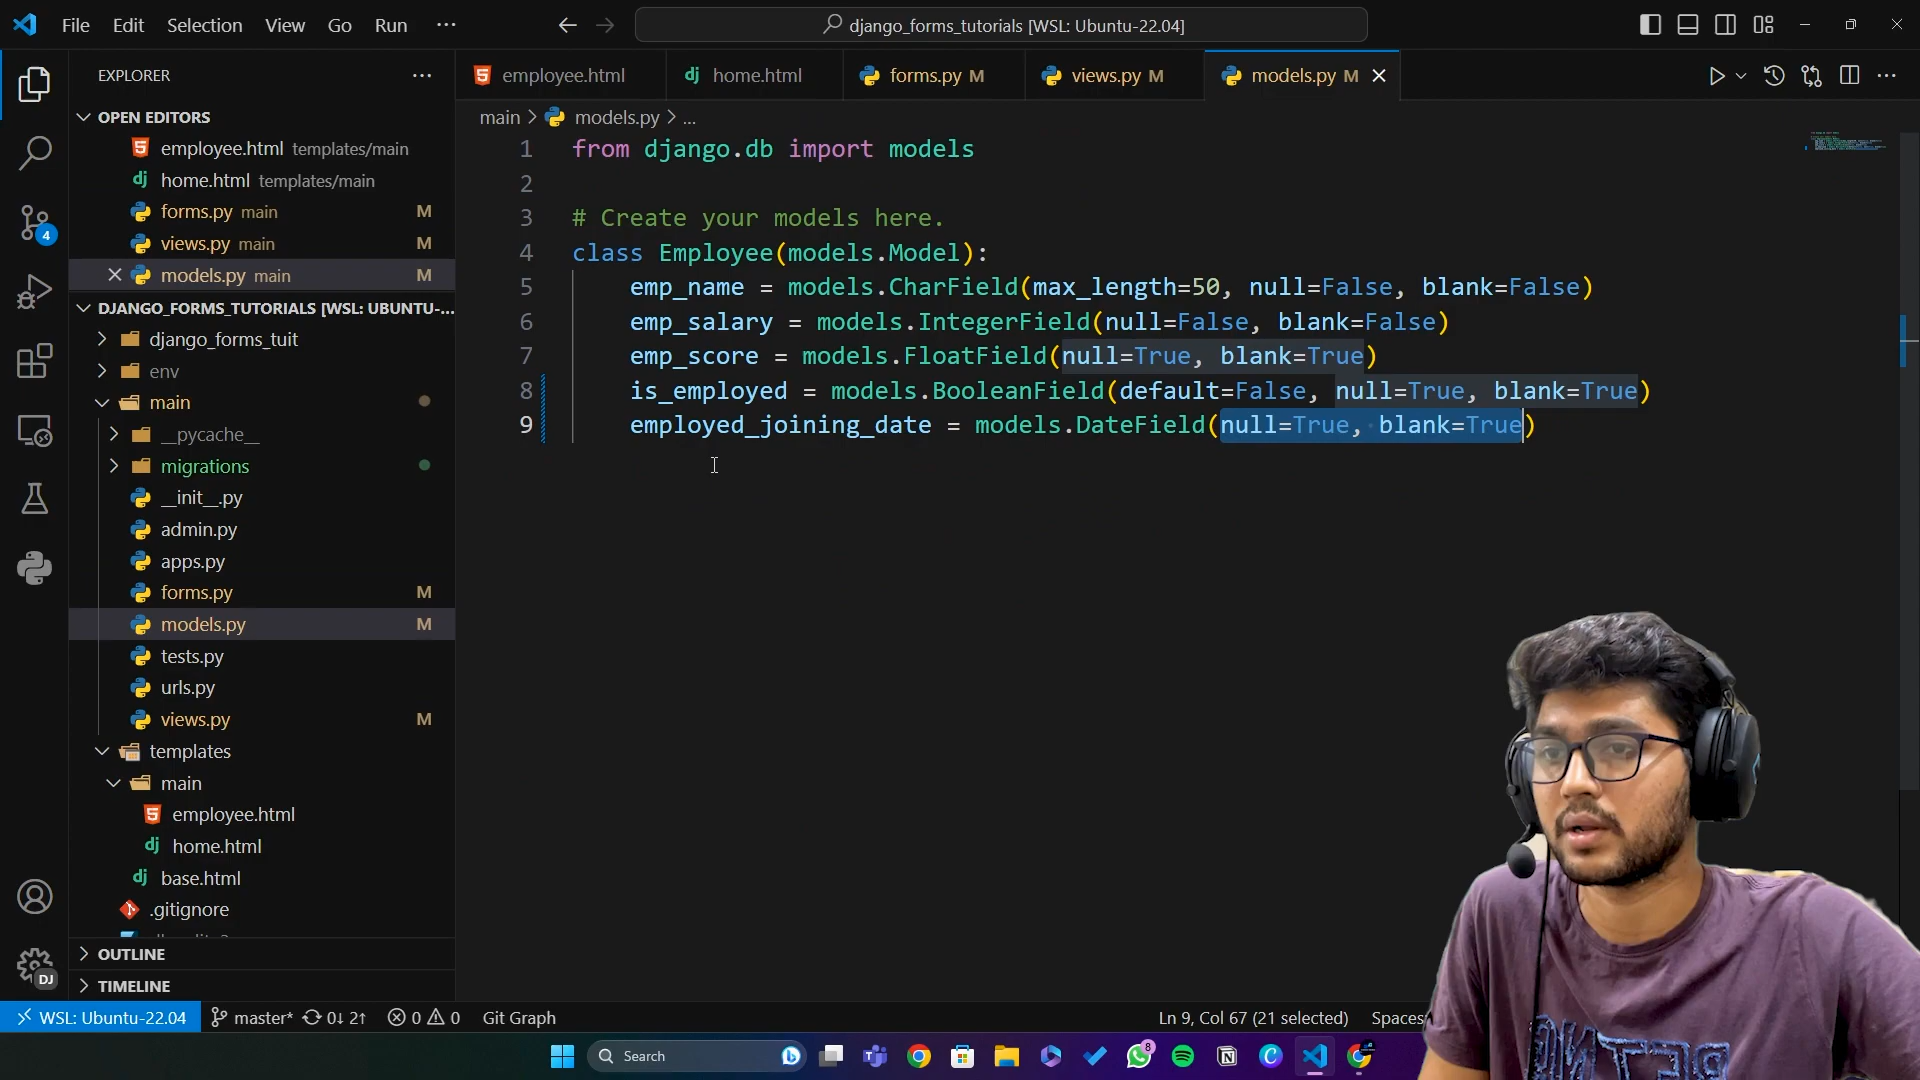 File Edit Selection View Go Run ···
django_forms_tutorials [WSL: Ubuntu-22.04]
EXPLORER
OPEN EDITORS
employee.html templates/main
home.html templates/main
forms.py main M
views.py main M
models.py main M
DJANGO_FORMS_TUTORIALS [WSL: UBUNTU-...
django_forms_tuit
env
main
__pycache__
migrations
__init__.py
admin.py
apps.py
forms.py M
models.py M
tests.py
urls.py
views.py M
templates
main
employee.html
home.html
base.html
.gitignore
OUTLINE
TIMELINE
4
DJ
employee.html home.html forms.py M views.py M models.py M
main > models.py > ...
1 from django.db import models
2
3 # Create your models here.
4 class Employee(models.Model):
5 emp_name = models.CharField(max_length=50, null=False, blank=False)
6 emp_salary = models.IntegerField(null=False, blank=False)
7 emp_score = models.FloatField(null=True, blank=True)
8 is_employed = models.BooleanField(default=False, null=True, blank=True)
9 employed_joining_date = models.DateField(null=True, blank=True)
WSL: Ubuntu-22.04 master* 0↓ 2↑ 0 0 Git Graph Ln 9, Col 67 (21 selected) Spaces
Search
8